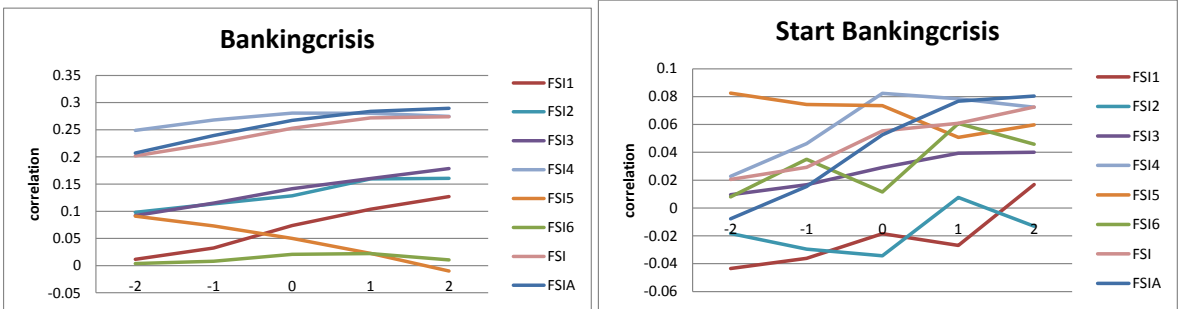 Bankingcrisis
correlation
0.35
0.3
0.25
0.2
0.15
0.1
0.05
0
-0.05
-2 -1 0 1 2
FSI1
FSI2
FSI3
FSI4
FSI5
FSI6
FSI
FSIA
Start Bankingcrisis
correlation
0.1
0.08
0.06
0.04
0.02
0
-0.02
-0.04
-0.06
-2 -1 0 1 2
FSI1
FSI2
FSI3
FSI4
FSI5
FSI6
FSI
FSIA